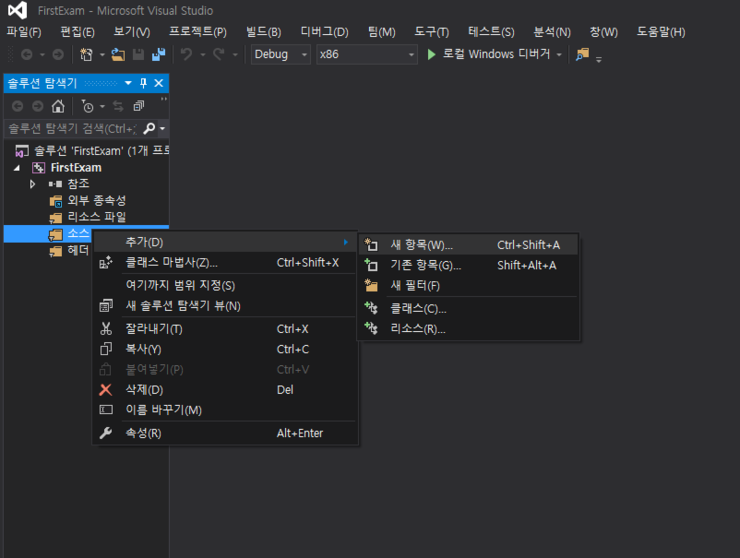 FirstExam - Microsoft Visual Studio
파일(F) 편집(E) 보기(V) 프로젝트(P) 빌드(B) 디버그(D) 팀(M) 도구(T) 테스트(S) 분석(N) 창(W) 도움말(H)
Debug x86 로컬 Windows 디버거
솔루션 탐색기
솔루션 탐색기 검색(Ctrl+;)
솔루션 'FirstExam' (1개 프로
FirstExam
참조
외부 종속성
리소스 파일
소스
헤더
추가(D)
클래스 마법사(Z)... Ctrl+Shift+X
여기까지 범위 지정(S)
새 솔루션 탐색기 뷰(N)
잘라내기(T) Ctrl+X
복사(Y) Ctrl+C
붙여넣기(P) Ctrl+V
삭제(D) Del
이름 바꾸기(M)
속성(R) Alt+Enter
새 항목(W)... Ctrl+Shift+A
기존 항목(G)... Shift+Alt+A
새 필터(F)
클래스(C)...
리소스(R)...